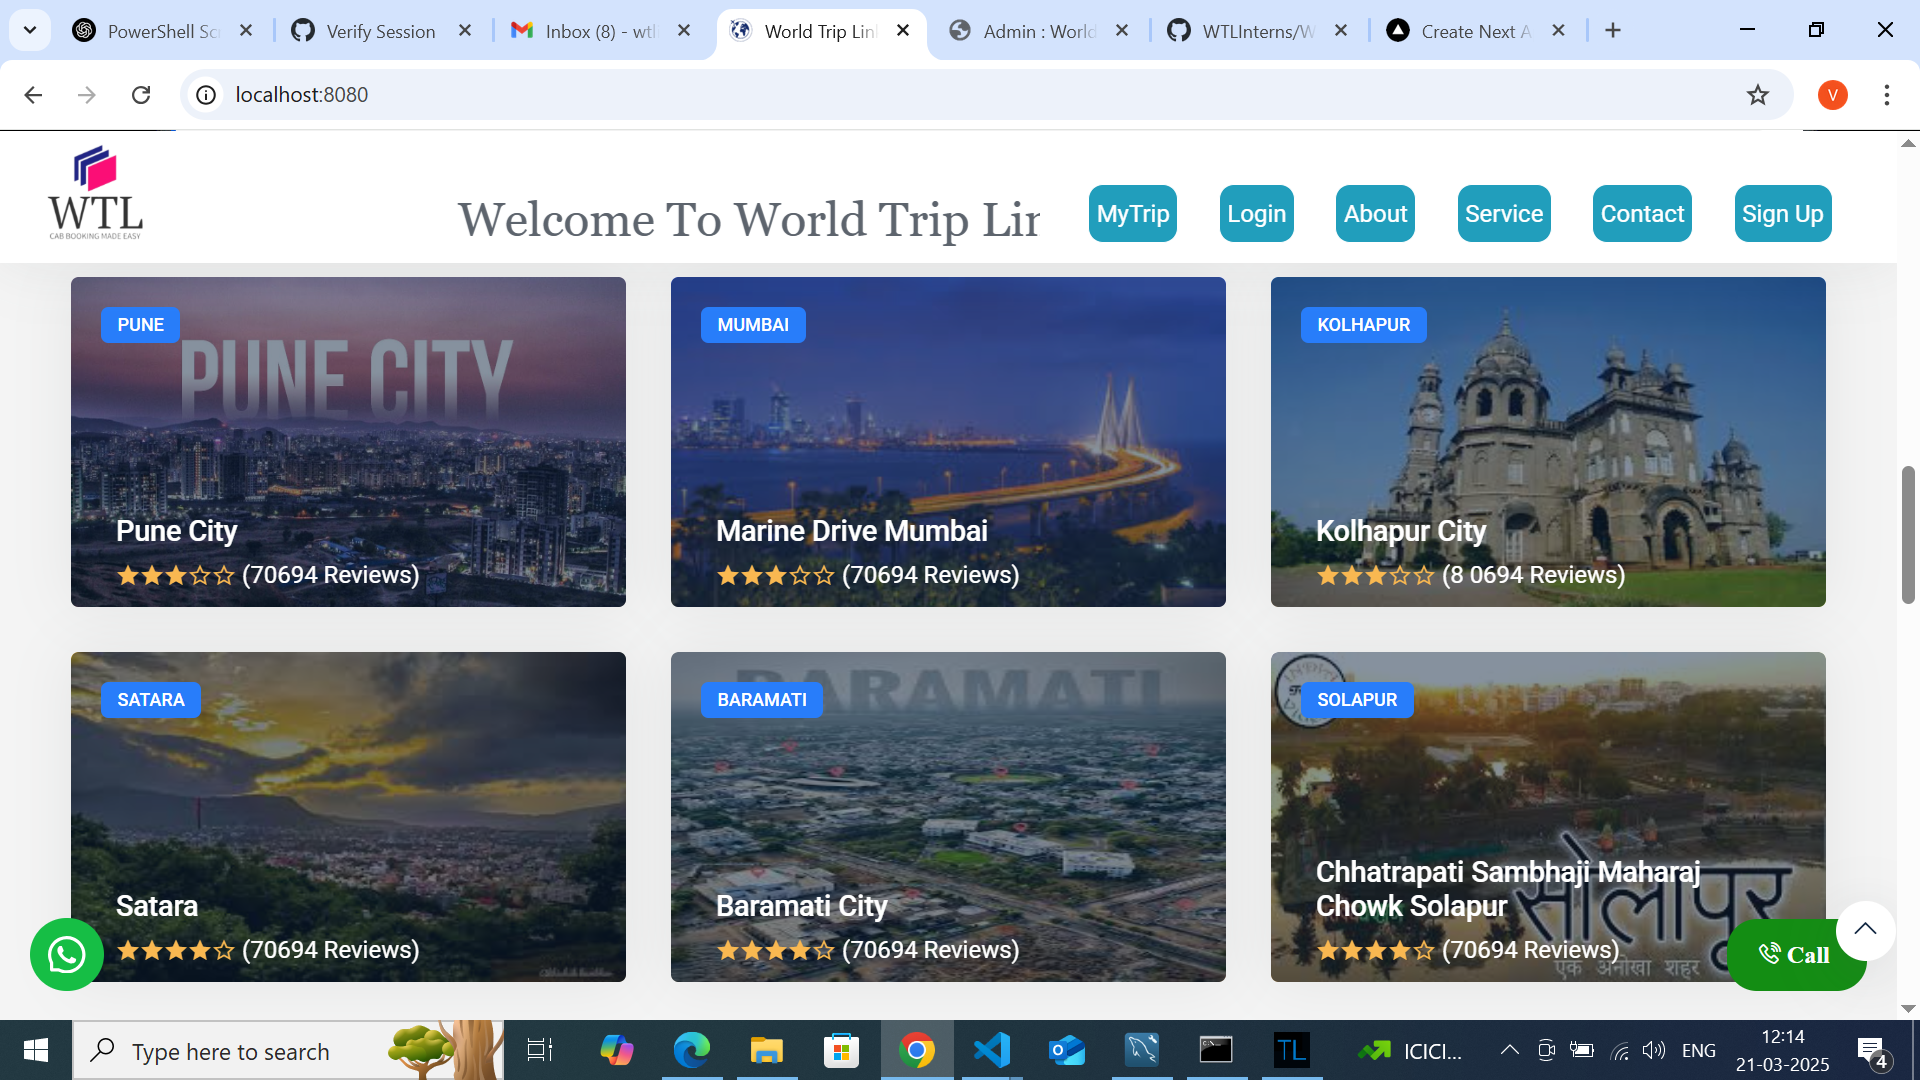 PowerShell Sc
Verify Session
Inbox (8) - wtli
World Trip Lin
Admin : World
WTLInterns/W
Create Next A
localhost:8080
V
WTL
CAB BOOKING MADE EASY
Welcome To World Trip Lin
MyTrip
Login
About
Service
Contact
Sign Up
PUNE
PUNE CITY
Pune City
(70694 Reviews)
MUMBAI
Marine Drive Mumbai
(70694 Reviews)
KOLHAPUR
Kolhapur City
(8 0694 Reviews)
SATARA
Satara
(70694 Reviews)
BARAMATI
BARAMATI
Baramati City
(70694 Reviews)
SOLAPUR
Chhatrapati Sambhaji Maharaj
Chowk Solapur
(70694 Reviews)
सोलापूर
एक अनोखा शहर
Call
Type here to search
TL
ICICI...
ENG
12:14
21-03-2025
4